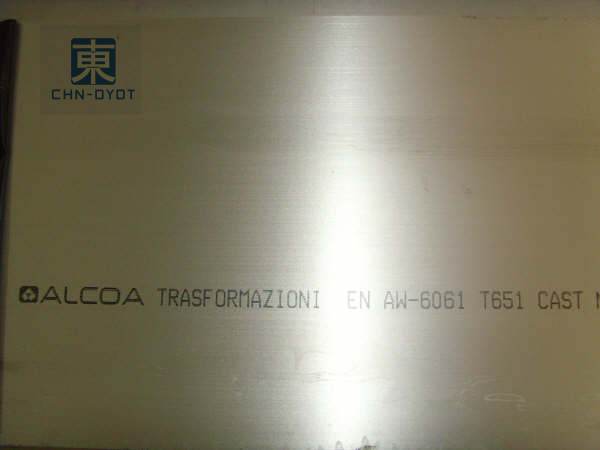 東
CHN-DYDT
ALCOA TRASFORMAZIONI EN AW-6061 T651 CAST